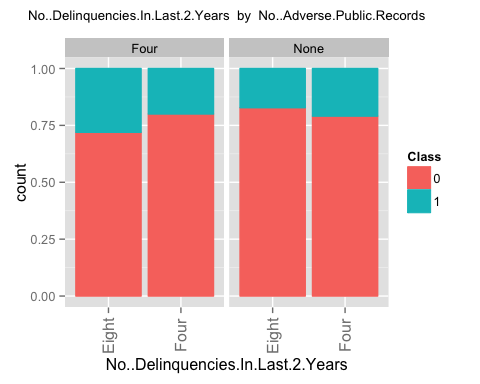 No..Delinquencies.In.Last.2.Years by No..Adverse.Public.Records
Four
None
1.00
0.75
0.50
0.25
0.00
count
Eight
Four
Eight
Four
No..Delinquencies.In.Last.2.Years
Class
0
1